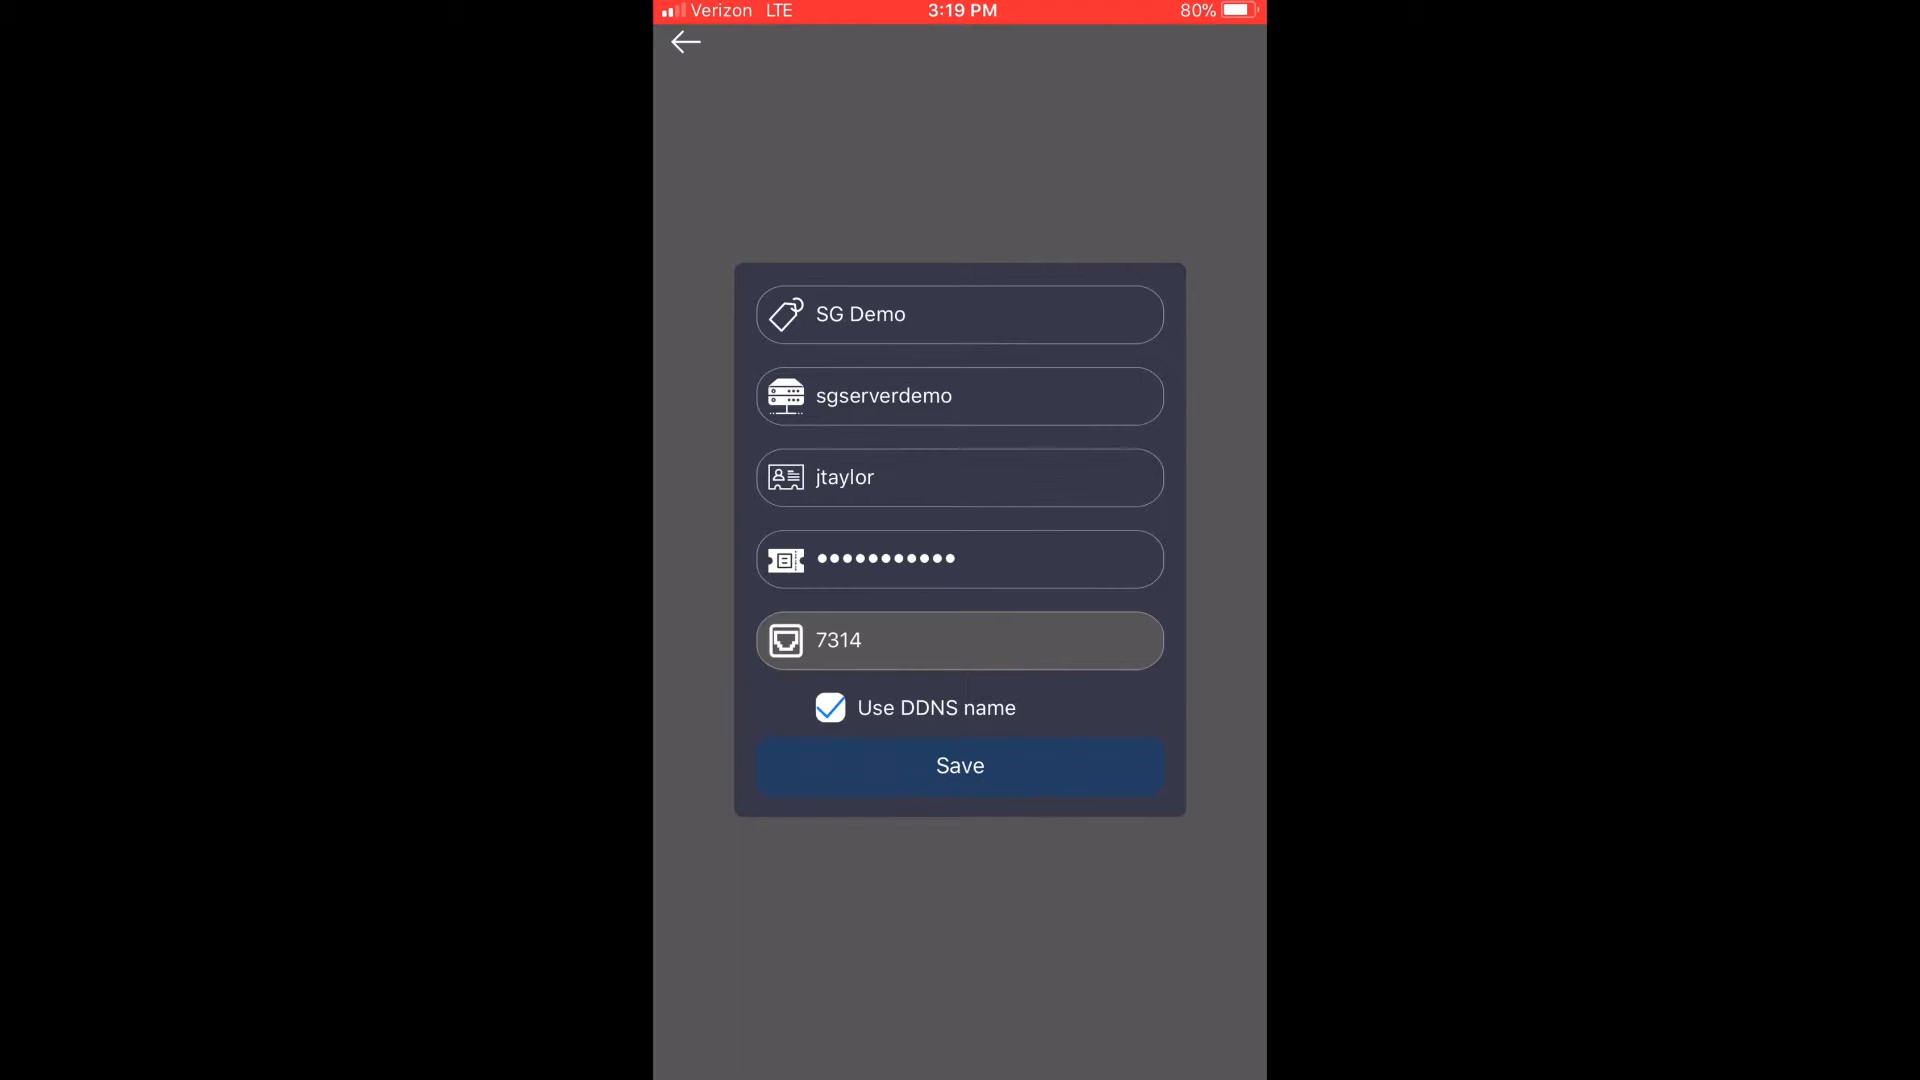 Verizon LTE 3:19 PM 80%
SG Demo
sgserverdemo
jtaylor
•••••••••••
7314
Use DDNS name
Save